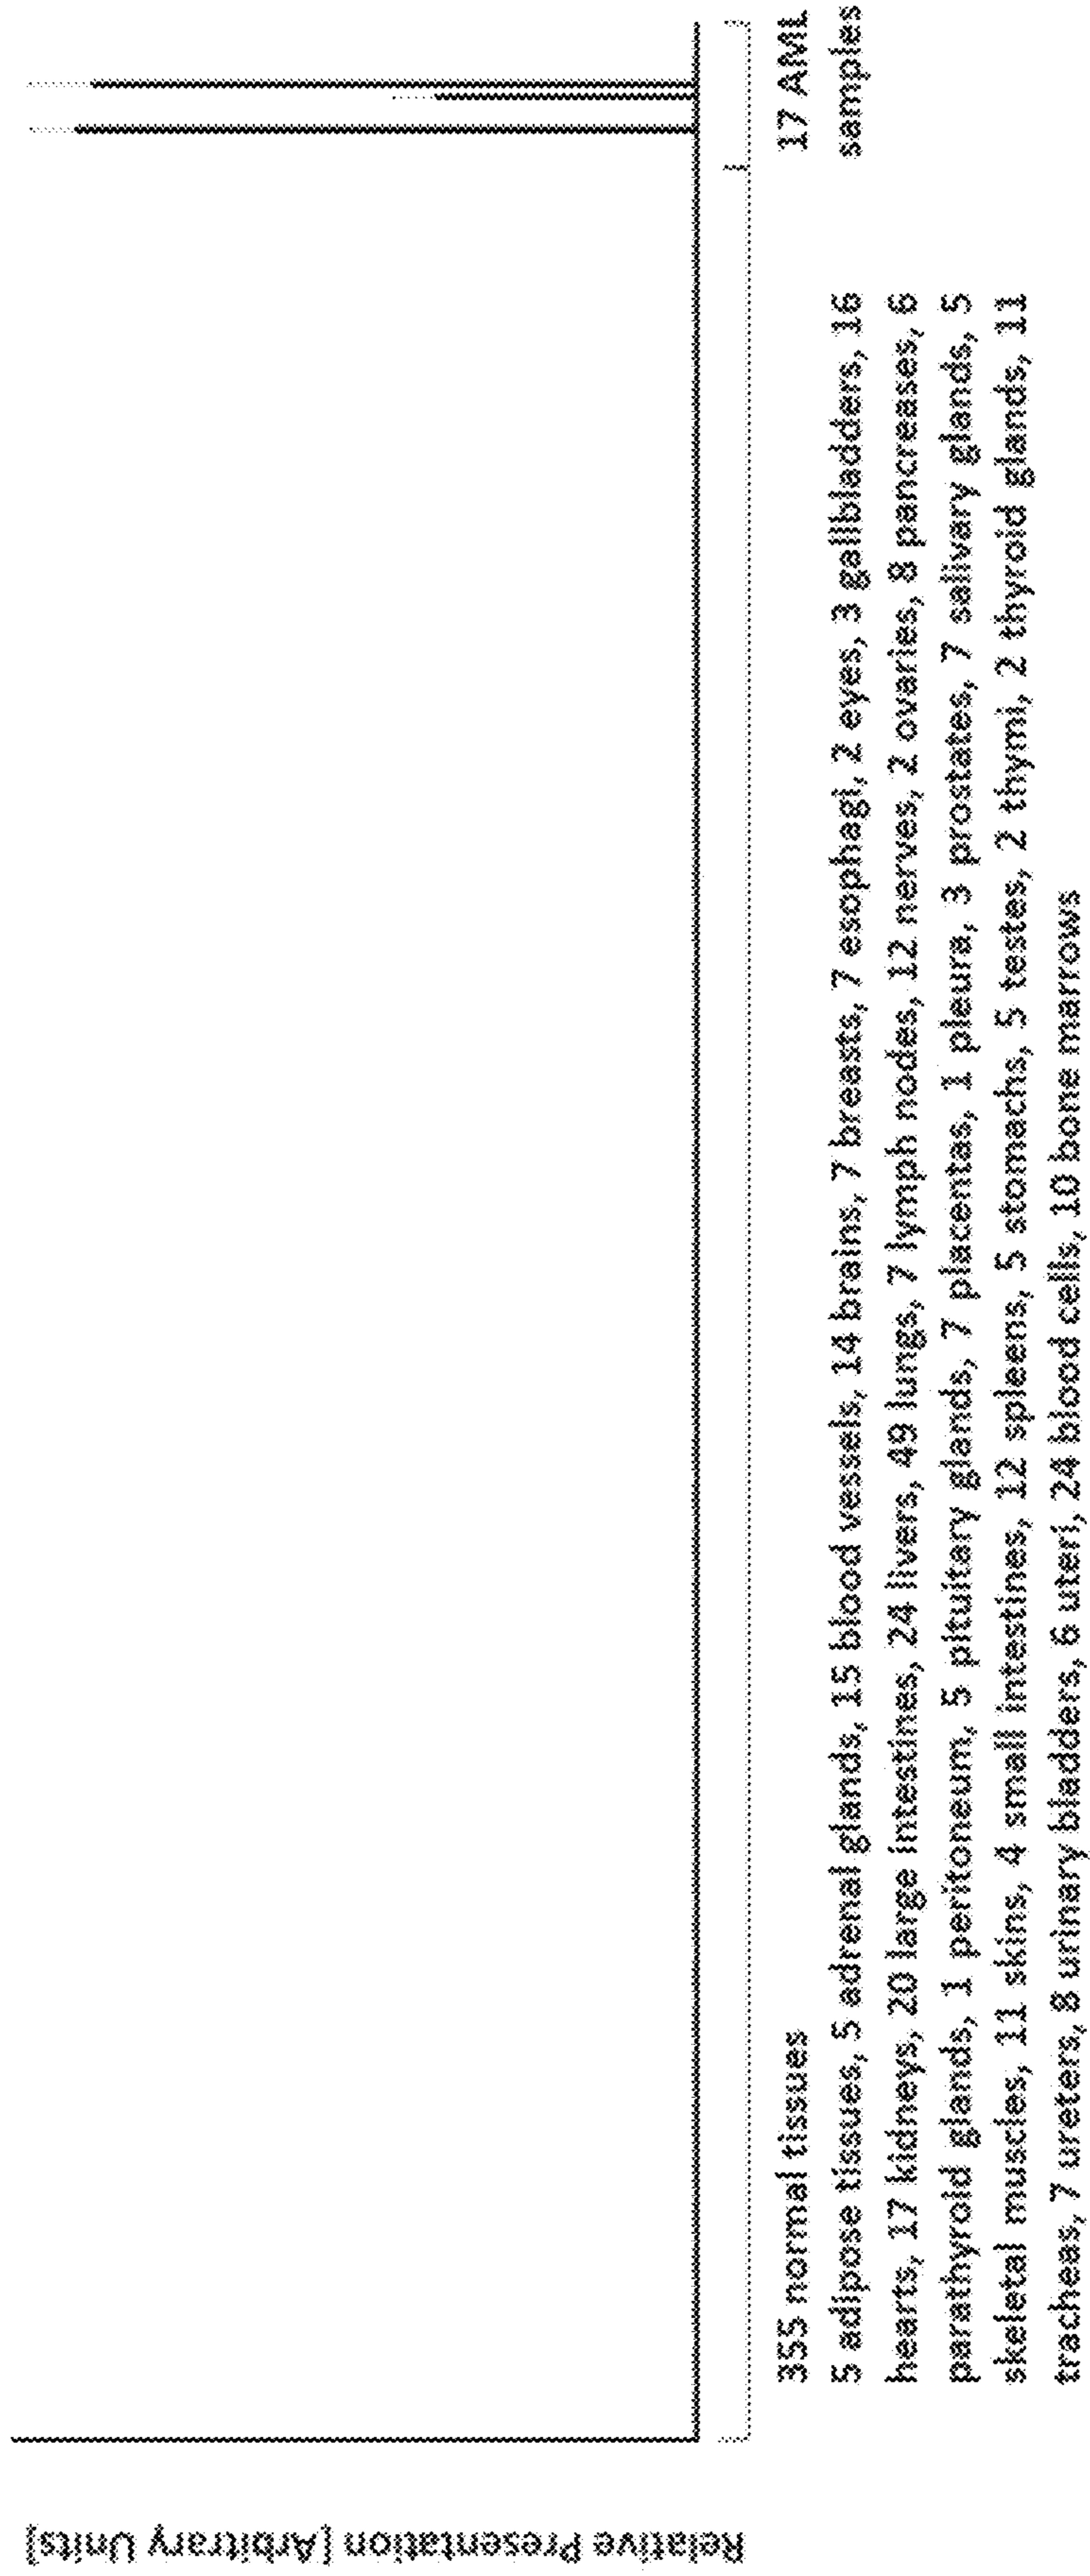 Relative Presentation [Arbitrary Units]
355 normal tissues
5 adipose tissues, 5 adrenal glands, 15 blood vessels, 14 brains, 7 breasts, 7 esophagi, 2 eyes, 3 gallbladders, 16
hearts, 17 kidneys, 20 large intestines, 24 livers, 49 lungs, 7 lymph nodes, 12 nerves, 2 ovaries, 8 pancreases, 6
parathyroid glands, 1 peritoneum, 5 pituitary glands, 7 placentas, 1 pleura, 3 prostates, 7 salivary glands, 5
skeletal muscles, 11 skins, 4 small intestines, 12 spleens, 5 stomachs, 5 testes, 2 thymi, 2 thyroid glands, 11
tracheas, 7 ureters, 8 urinary bladders, 6 uteri, 24 blood cells, 10 bone marrows
17 AML
samples